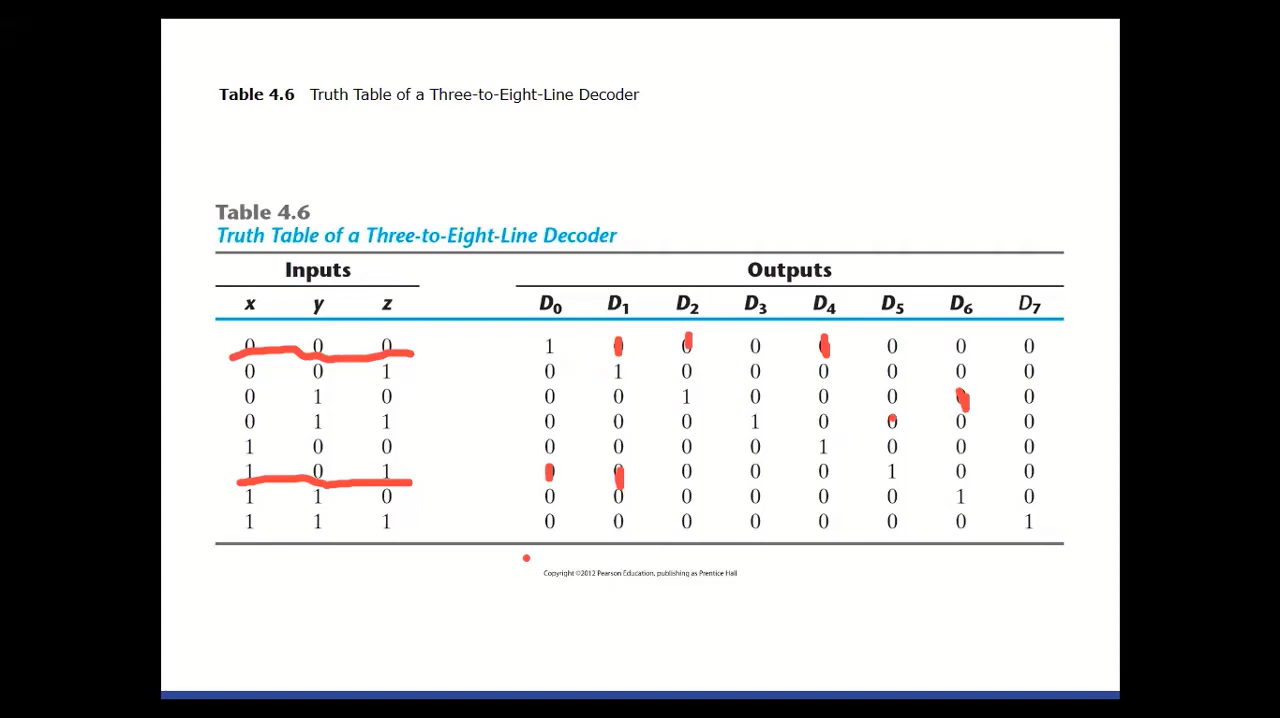 Table 4.6 Truth Table of a Three-to-Eight-Line Decoder
Table 4.6
Truth Table of a Three-to-Eight-Line Decoder
Inputs Outputs
x y z D0 D1 D2 D3 D4 D5 D6 D7
0 0 0 1 0 0 0 0 0 0 0
0 0 1 0 1 0 0 0 0 0 0
0 1 0 0 0 1 0 0 0 0 0
0 1 1 0 0 0 1 0 0 0 0
1 0 0 0 0 0 0 1 0 0 0
1 0 1 0 0 0 0 0 1 0 0
1 1 0 0 0 0 0 0 0 1 0
1 1 1 0 0 0 0 0 0 0 1
Copyright ©2012 Pearson Education, publishing as Prentice Hall